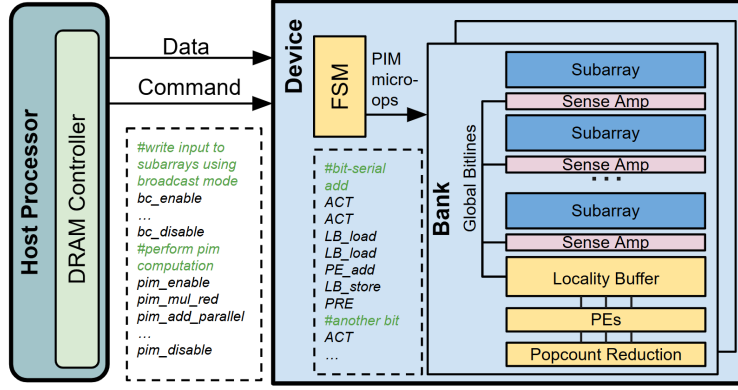 Host Processor
DRAM Controller
Data
Command
#write input to
subarrays using
broadcast mode
bc_enable
...
bc_disable
#perform pim
computation
pim_enable
pim_mul_red
pim_add_parallel
...
pim_disable
Device
FSM
PIM
micro-
ops
#bit-serial
add
ACT
ACT
LB_load
LB_load
PE_add
LB_store
PRE
#another bit
ACT
...
Bank
Global Bitlines
Subarray
Sense Amp
Subarray
Sense Amp
...
Subarray
Sense Amp
Locality Buffer
PEs
Popcount Reduction